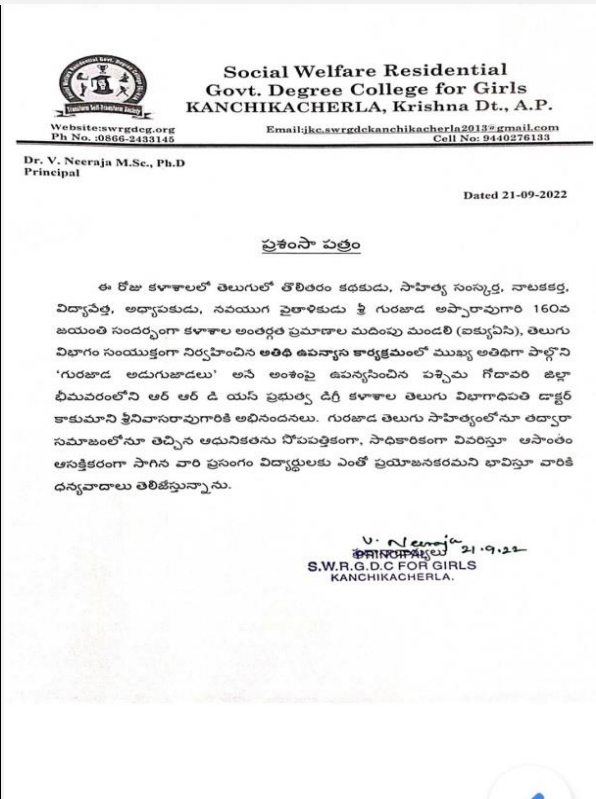 Social Welfare Residential
Govt. Degree College for Girls
KANCHIKACHERLA, Krishna Dt., A.P.
Website:swrgdcg.org
Email:jkc.swrgdckanchikacherla2013@gmail.com
Ph No. :0866-2433145
Cell No: 9440276133
Dr. V. Neeraja M.Sc., Ph.D
Principal
Dated 21-09-2022
ప్రశంసా పత్రం
ఈ రోజు కళాశాలలో తెలుగులో తొలితరం కథకుడు, సాహిత్య సంస్కర్త, నాటకకర్త,
విద్యావేత్త, అధ్యాపకుడు, నవయుగ వైతాళికుడు శ్రీ గురజాడ అప్పారావుగారి 160వ
జయంతి సందర్భంగా కళాశాల అంతర్గత ప్రమాణాల మదింపు మండలి (ఐక్యుఏసి), తెలుగు
విభాగం సంయుక్తంగా నిర్వహించిన అతిథి ఉపన్యాస కార్యక్రమంలో ముఖ్య అతిథిగా పాల్గొని
‘గురజాడ అడుగుజాడలు’ అనే అంశంపై ఉపన్యసించిన పశ్చిమ గోదావరి జిల్లా
భీమవరంలోని ఆర్ ఆర్ డి యస్ ప్రభుత్వ డిగ్రీ కళాశాల తెలుగు విభాగాధిపతి డాక్టర్
కాకుమాని శ్రీనివాసరావుగారికి అభినందనలు. గురజాడ తెలుగు సాహిత్యంలోనూ తద్వారా
సమాజంలోనూ తెచ్చిన ఆధునికతను సోపపత్తికంగా, సాధికారికంగా వివరిస్తూ ఆసాంతం
ఆసక్తికరంగా సాగిన వారి ప్రసంగం విద్యార్థులకు ఎంతో ప్రయోజనకరమని భావిస్తూ వారికి
ధన్యవాదాలు తెలిజేస్తున్నాను.
V. Neeraja
21.9.22
PRINCIPAL
S.W.R.G.D.C FOR GIRLS
KANCHIKACHERLA.